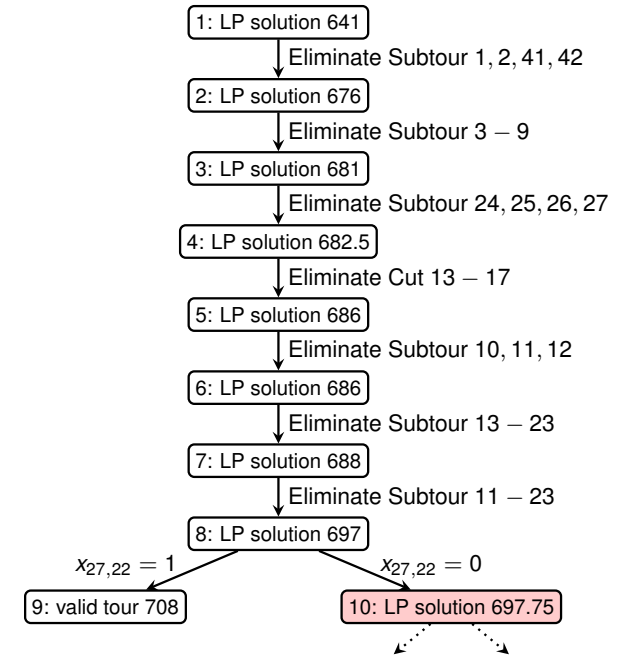 1: LP solution 641
Eliminate Subtour 1, 2, 41, 42
2: LP solution 676
Eliminate Subtour 3 − 9
3: LP solution 681
Eliminate Subtour 24, 25, 26, 27
4: LP solution 682.5
Eliminate Cut 13 − 17
5: LP solution 686
Eliminate Subtour 10, 11, 12
6: LP solution 686
Eliminate Subtour 13 − 23
7: LP solution 688
Eliminate Subtour 11 − 23
8: LP solution 697
x27,22 = 1
x27,22 = 0
9: valid tour 708
10: LP solution 697.75